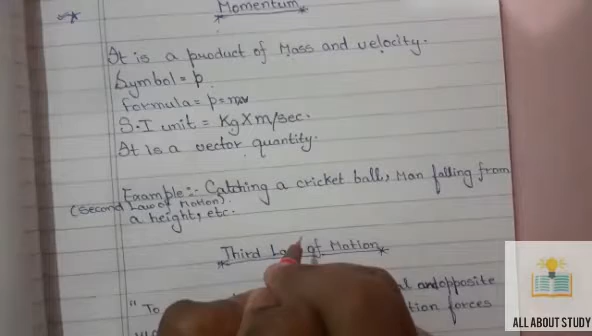 *Momentum*
It is a product of Mass and velocity.
Symbol = p
formula = p = mv
S.I unit = Kg X m/sec.
It Is a vector quantity.
Example:- Catching a cricket ball, Man falling from
(Second Law of Motion).
a height, etc.
*Third Law of Motion*
" To and opposite
tion forces
ALL ABOUT STUDY